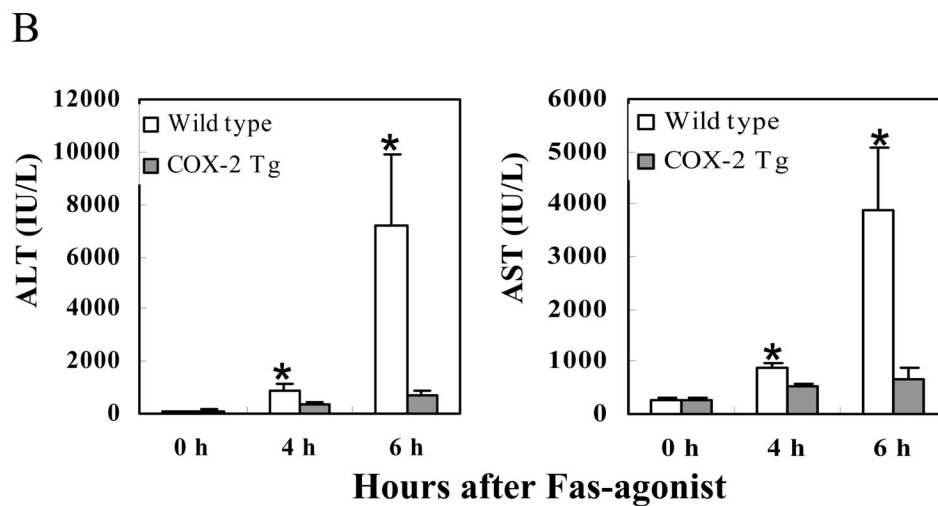 B
12000
10000
8000
6000
4000
2000
0
ALT (IU/L)
Wild type
COX-2 Tg
*
*
0 h
4 h
6 h
6000
5000
4000
3000
2000
1000
0
AST (IU/L)
Wild type
COX-2 Tg
*
*
0 h
4 h
6 h
Hours after Fas-agonist